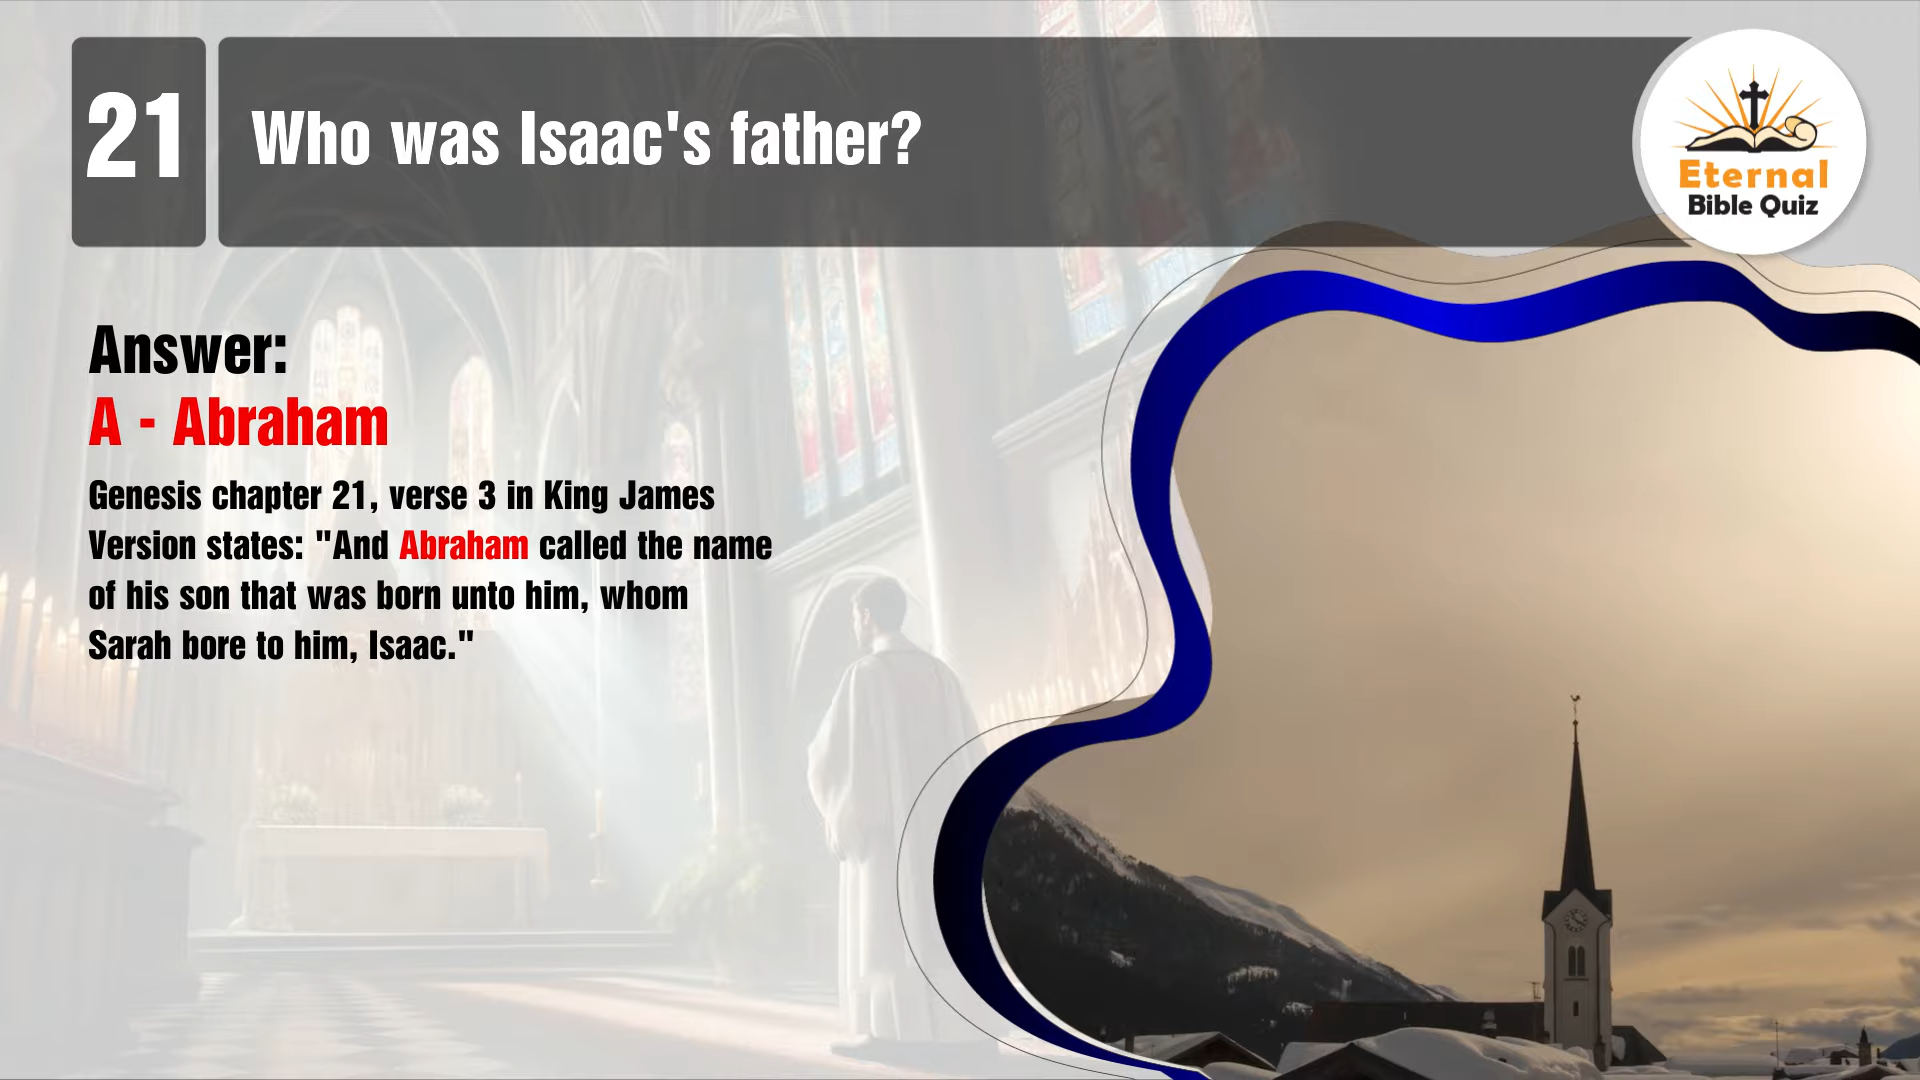 21
Who was Isaac's father?
Eternal
Bible Quiz
Answer:
A - Abraham
Genesis chapter 21, verse 3 in King James
Version states: "And Abraham called the name
of his son that was born unto him, whom
Sarah bore to him, Isaac."